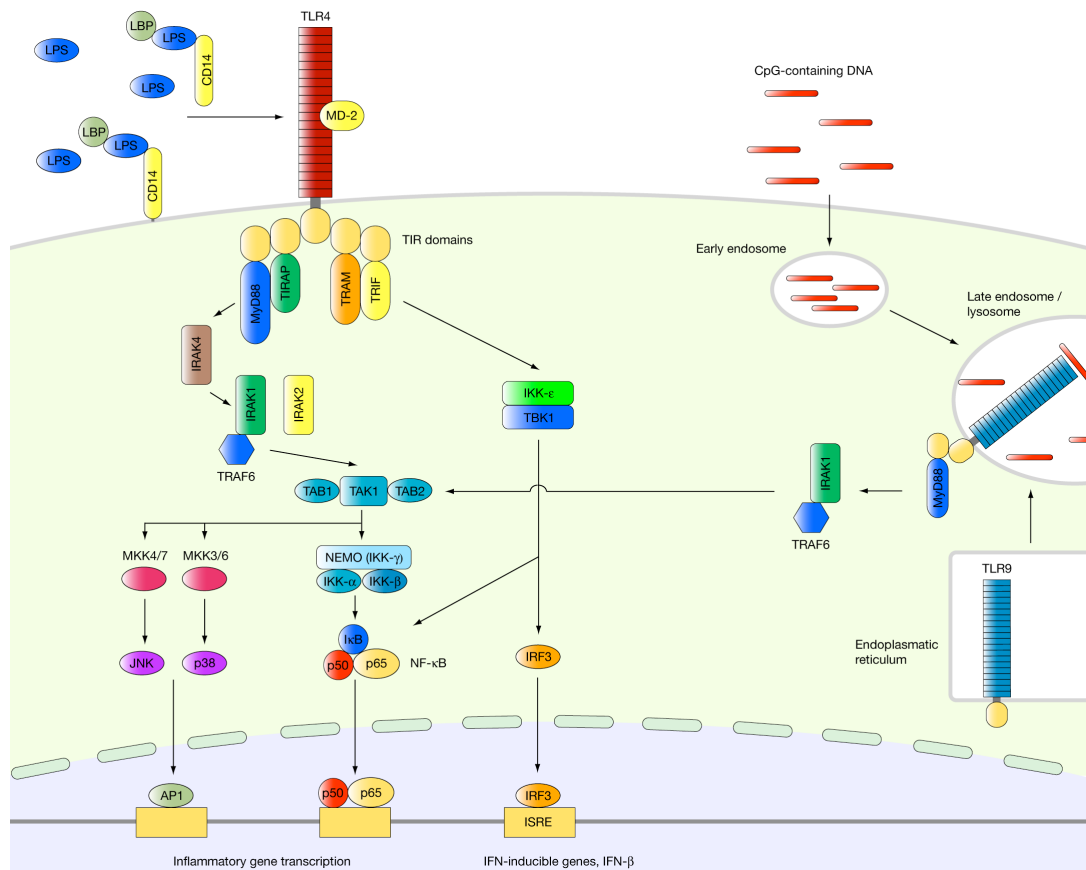 TLR4
LBP
LPS
LPS
CD14
LPS
MD-2
LBP
LPS
LPS
CD14
CpG-containing DNA
TIR domains
Early endosome
MyD88
TIRAP
TRAM
TRIF
Late endosome /
lysosome
IRAK4
IRAK1
IRAK2
TRAF6
IKK-ε
TBK1
TAB1
TAK1
TAB2
IRAK1
TRAF6
MyD88
MKK4/7
MKK3/6
NEMO (IKK-γ)
IKK-α
IKK-β
TLR9
Endoplasmatic
reticulum
JNK
p38
IκB
p50
p65
NF-κB
IRF3
AP1
p50
p65
IRF3
ISRE
Inflammatory gene transcription
IFN-inducible genes, IFN-β